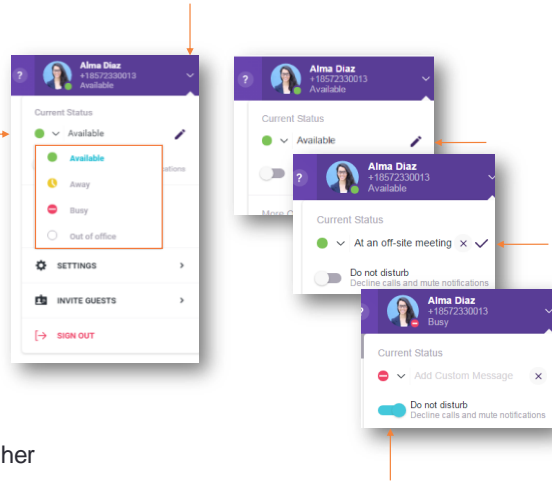 ?
Alma Diaz
+18572330013
Available
Current Status
Available
Available
Away
Busy
Out of office
SETTINGS
INVITE GUESTS
SIGN OUT
?
Alma Diaz
+18572330013
Available
Current Status
Available
?
Alma Diaz
+18572330013
Available
Current Status
At an off-site meeting
Do not disturb
Decline calls and mute notifications
Alma Diaz
+18572330013
Busy
Current Status
Add Custom Message
Do not disturb
Decline calls and mute notifications
her